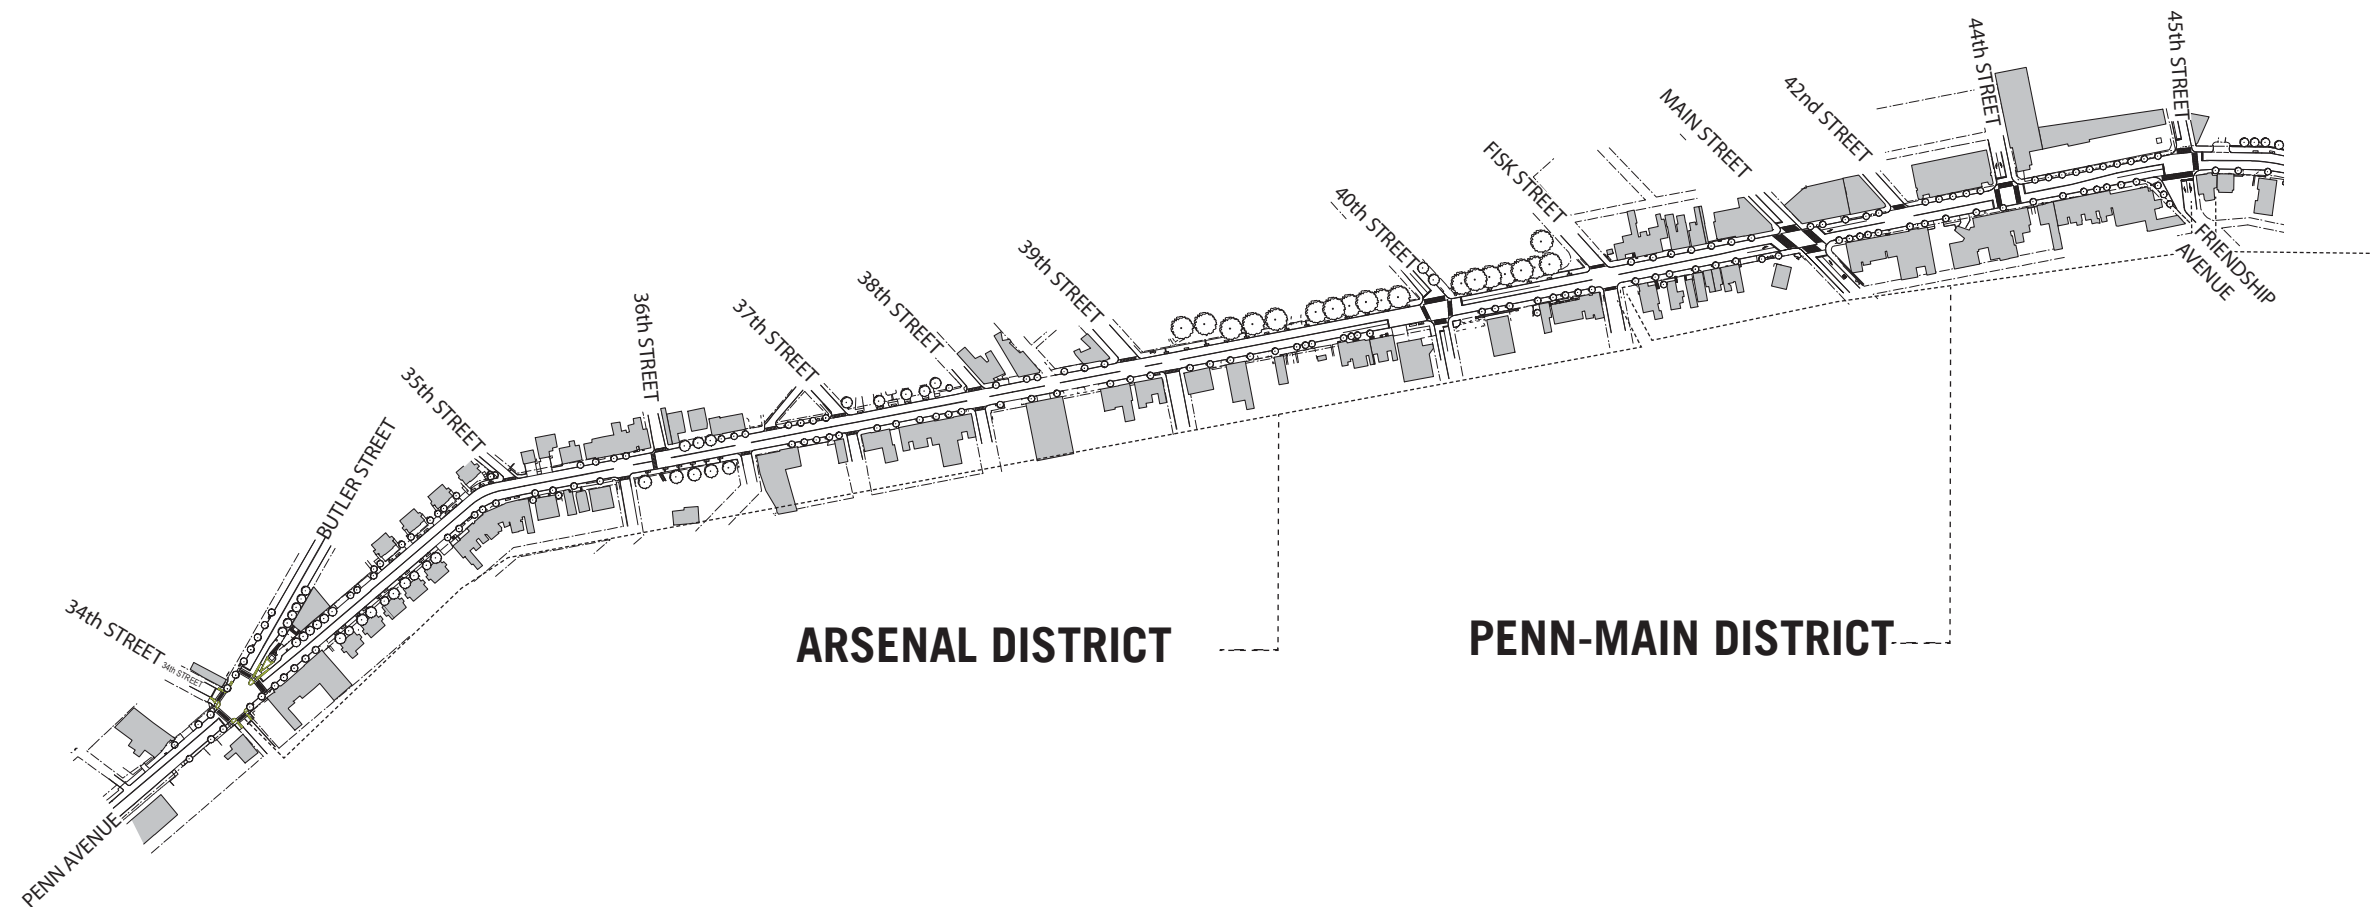 45th STREET
44th STREET
42nd STREET
MAIN STREET
FISK STREET
40th STREET
39th STREET
38th STREET
37th STREET
36th STREET
35th STREET
BUTLER STREET
34th STREET
34th STREET
PENN AVENUE
FRIENDSHIP
AVENUE
ARSENAL DISTRICT
PENN-MAIN DISTRICT